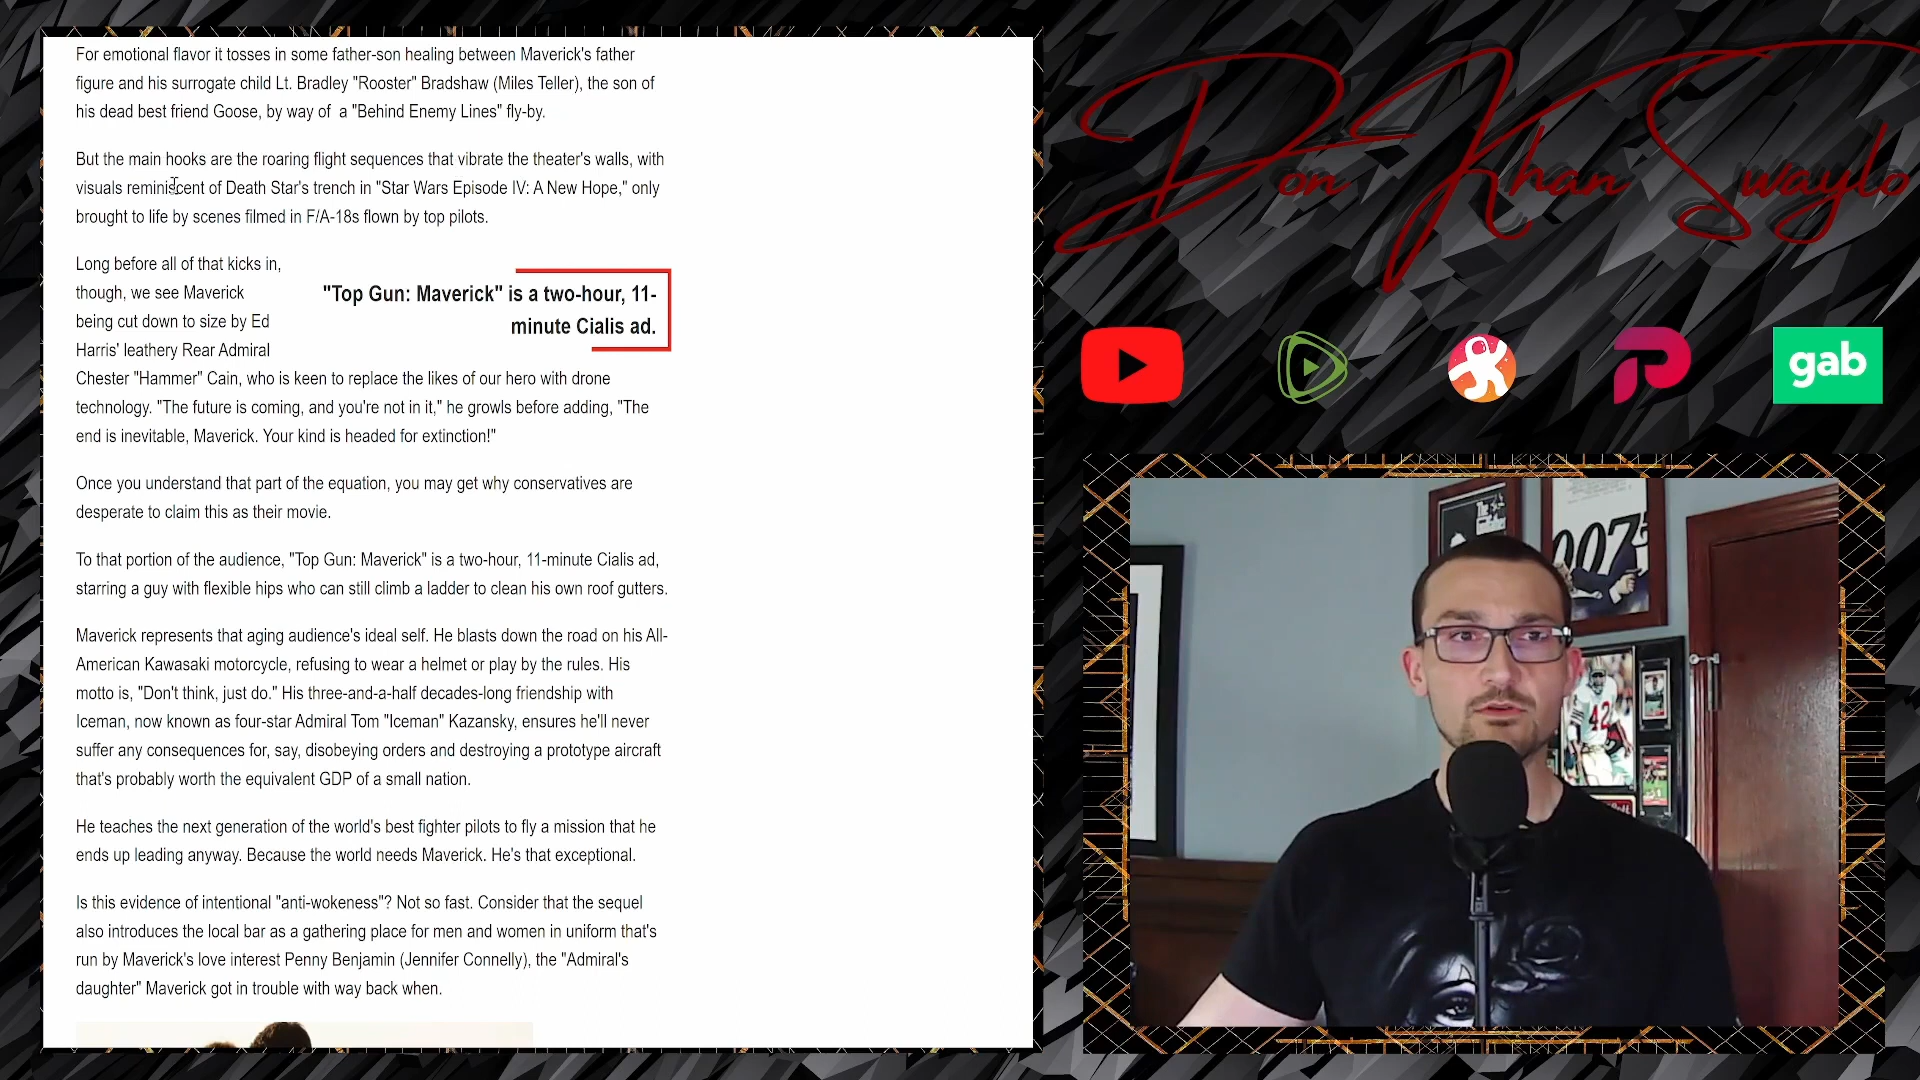 For emotional flavor it tosses in some father-son healing between Maverick's father
figure and his surrogate child Lt. Bradley "Rooster" Bradshaw (Miles Teller), the son of
his dead best friend Goose, by way of  a "Behind Enemy Lines" fly-by.
But the main hooks are the roaring flight sequences that vibrate the theater's walls, with
visuals reminiscent of Death Star's trench in "Star Wars Episode IV: A New Hope," only
brought to life by scenes filmed in F/A-18s flown by top pilots.
Long before all of that kicks in,
though, we see Maverick
being cut down to size by Ed
Harris' leathery Rear Admiral
"Top Gun: Maverick" is a two-hour, 11-
minute Cialis ad.
Chester "Hammer" Cain, who is keen to replace the likes of our hero with drone
technology. "The future is coming, and you're not in it," he growls before adding, "The
end is inevitable, Maverick. Your kind is headed for extinction!"
Once you understand that part of the equation, you may get why conservatives are
desperate to claim this as their movie.
To that portion of the audience, "Top Gun: Maverick" is a two-hour, 11-minute Cialis ad,
starring a guy with flexible hips who can still climb a ladder to clean his own roof gutters.
Maverick represents that aging audience's ideal self. He blasts down the road on his All-
American Kawasaki motorcycle, refusing to wear a helmet or play by the rules. His
motto is, "Don't think, just do." His three-and-a-half decades-long friendship with
Iceman, now known as four-star Admiral Tom "Iceman" Kazansky, ensures he'll never
suffer any consequences for, say, disobeying orders and destroying a prototype aircraft
that's probably worth the equivalent GDP of a small nation.
He teaches the next generation of the world's best fighter pilots to fly a mission that he
ends up leading anyway. Because the world needs Maverick. He's that exceptional.
Is this evidence of intentional "anti-wokeness"? Not so fast. Consider that the sequel
also introduces the local bar as a gathering place for men and women in uniform that's
run by Maverick's love interest Penny Benjamin (Jennifer Connelly), the "Admiral's
daughter" Maverick got in trouble with way back when.
Don Khan Swaylo
gab
007
42